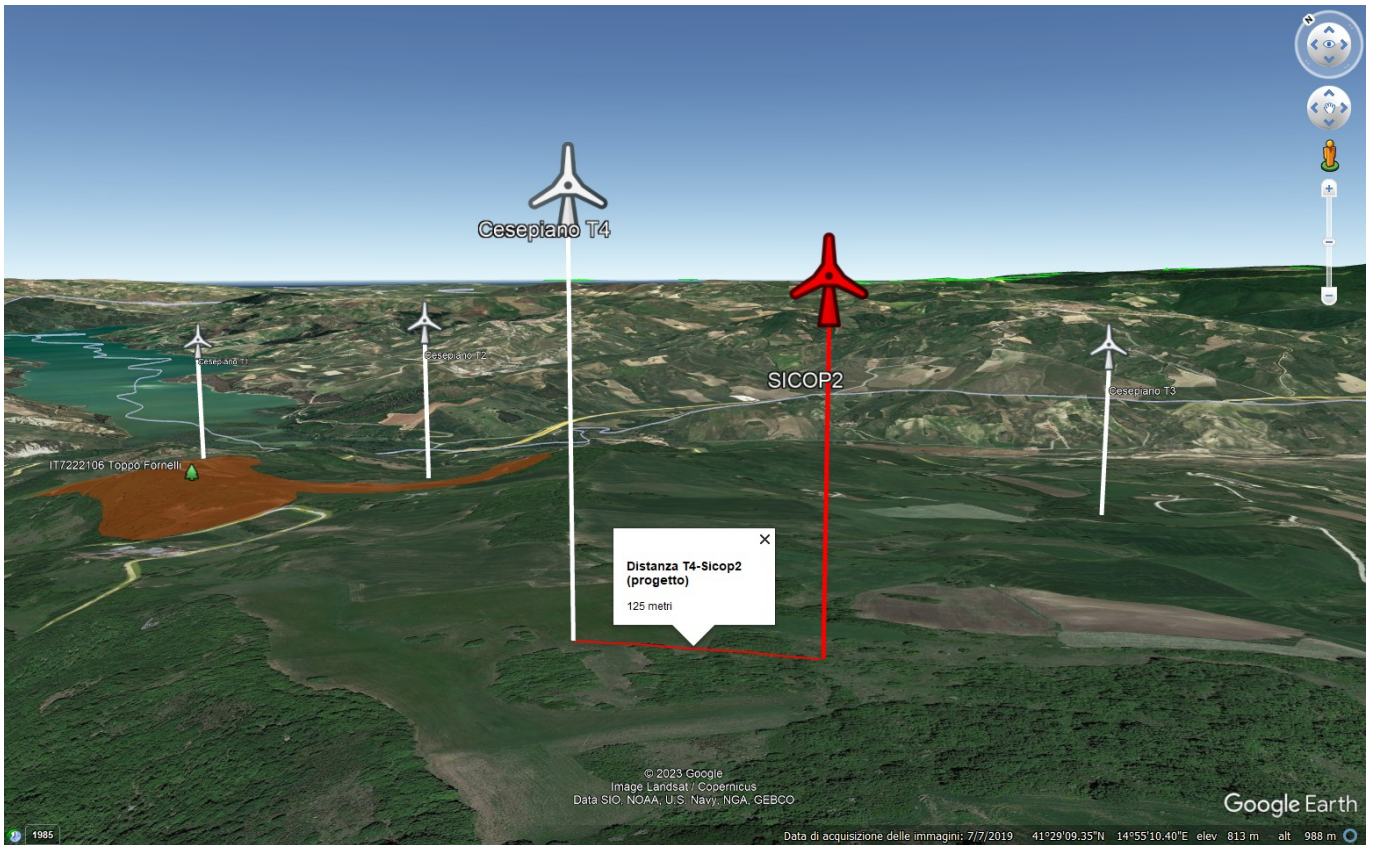 N
Cesepiano T4
Cesepiano T1
Cesepiano T2
SICOP2
Cesepiano T3
IT7222106 Toppo Fornelli
Distanza T4-Sicop2
(progetto)
125 metri
© 2023 Google
Image Landsat / Copernicus
Data SIO, NOAA, U.S. Navy, NGA, GEBCO
Google Earth
1985
Data di acquisizione delle immagini: 7/7/2019 41°29'09.35"N 14°55'10.40"E elev 813 m alt 988 m